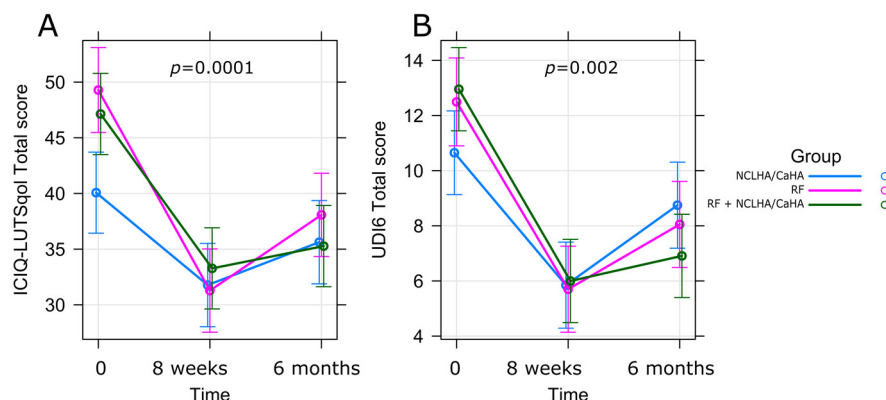 A
ICIQ-LUTSqol Total score
50
45
40
35
30
p=0.0001
0
8 weeks
6 months
Time
B
UDI6 Total score
14
12
10
8
6
4
p=0.002
0
8 weeks
6 months
Time
Group
NCLHA/CaHA
RF
RF + NCLHA/CaHA